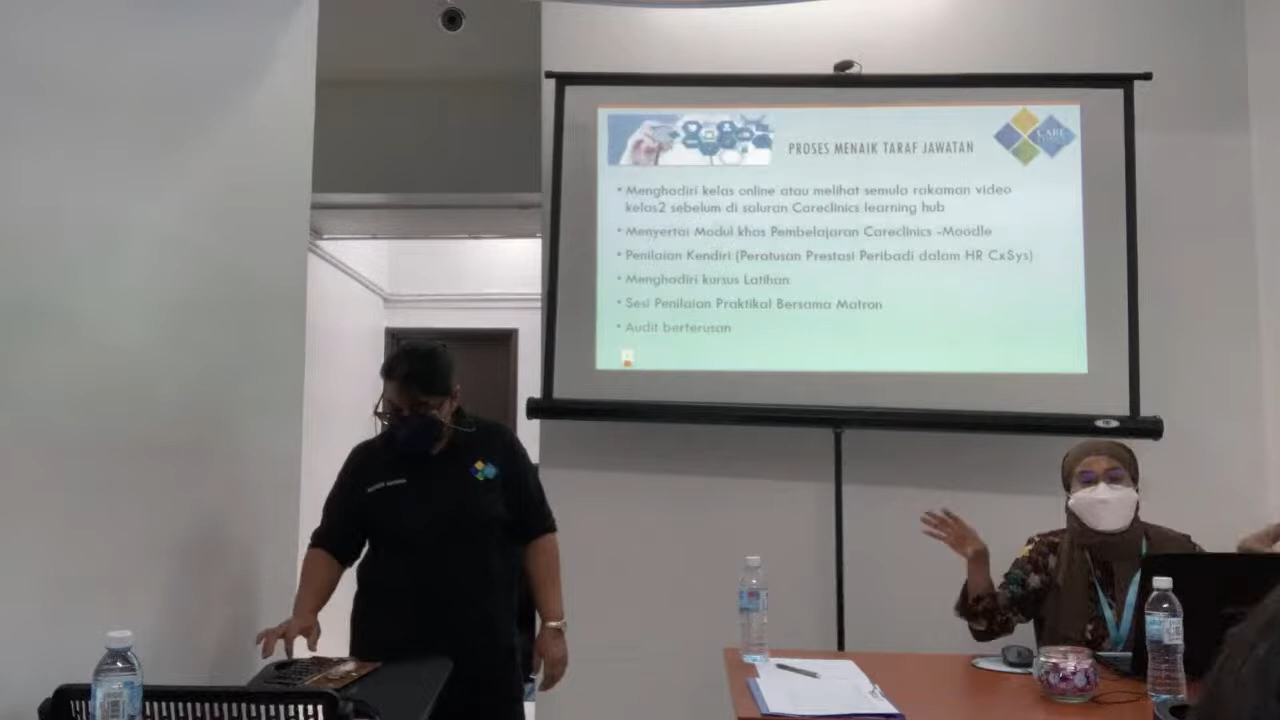 PROSES MENAIK TARAF JAWATAN
CARE
• Menghadiri kelas online atau melihat semula rakaman video
kelas2 sebelum di saluran Careclinics learning hub
• Menyertai Modul khas Pembelajaran Careclinics -Moodle
• Penilaian Kendiri (Peratusan Prestasi Peribadi dalam HR CxSys)
• Menghadiri kursus Latihan
• Sesi Penilaian Praktikal Bersama Matron
• Audit berterusan